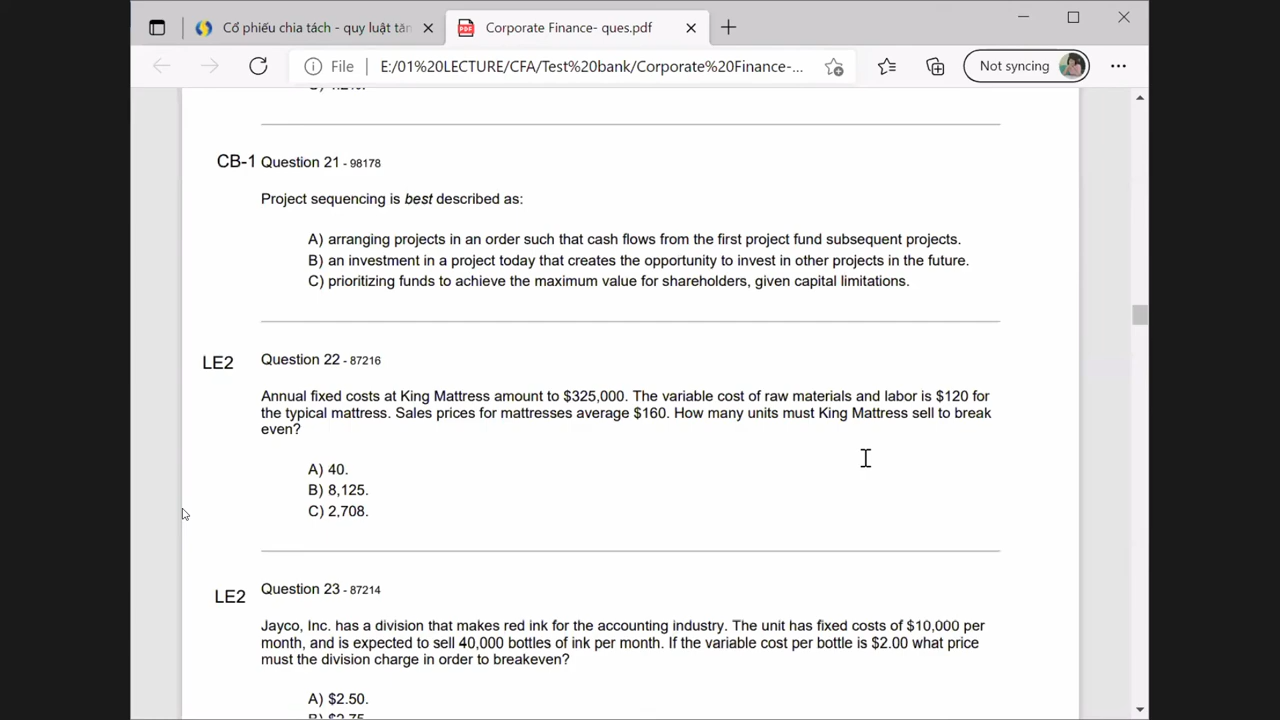 Cổ phiếu chia tách - quy luật tăn
Corporate Finance- ques.pdf
File
E:/01%20LECTURE/CFA/Test%20bank/Corporate%20Finance-...
Not syncing
CB-1 Question 21 - 98178
Project sequencing is best described as:
A) arranging projects in an order such that cash flows from the first project fund subsequent projects.
B) an investment in a project today that creates the opportunity to invest in other projects in the future.
C) prioritizing funds to achieve the maximum value for shareholders, given capital limitations.
LE2 Question 22 - 87216
Annual fixed costs at King Mattress amount to $325,000. The variable cost of raw materials and labor is $120 for
the typical mattress. Sales prices for mattresses average $160. How many units must King Mattress sell to break
even?
A) 40.
B) 8,125.
C) 2,708.
LE2 Question 23 - 87214
Jayco, Inc. has a division that makes red ink for the accounting industry. The unit has fixed costs of $10,000 per
month, and is expected to sell 40,000 bottles of ink per month. If the variable cost per bottle is $2.00 what price
must the division charge in order to breakeven?
A) $2.50.
B) $2.75.